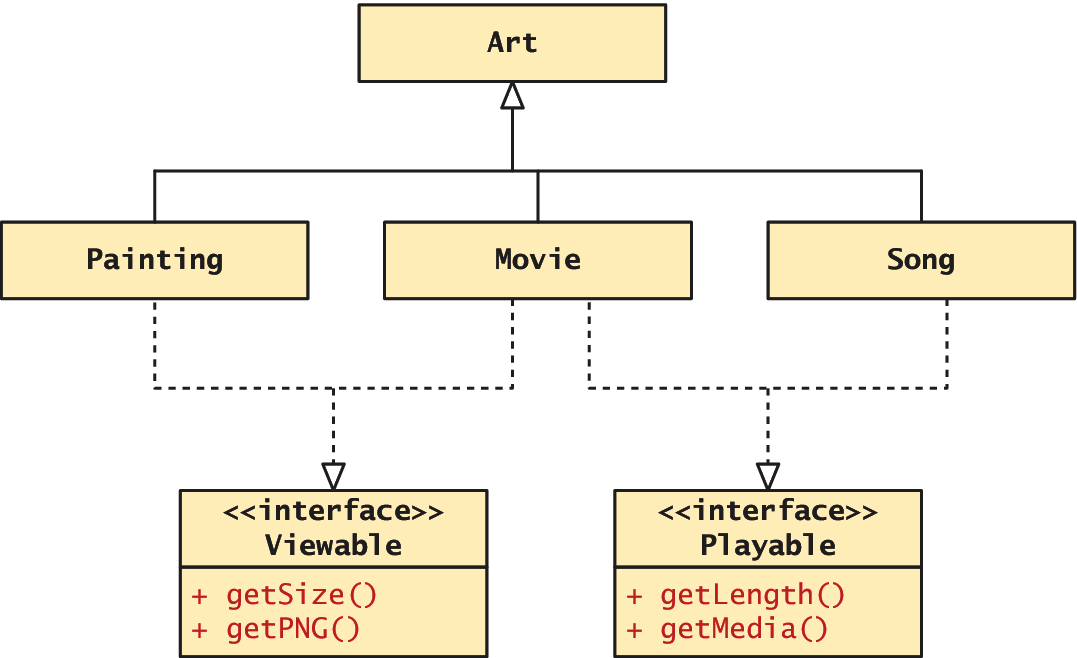 Art
Painting
Movie
Song
<<interface>>
Viewable
+ getSize()
+ getPNG()
<<interface>>
Playable
+ getLength()
+ getMedia()